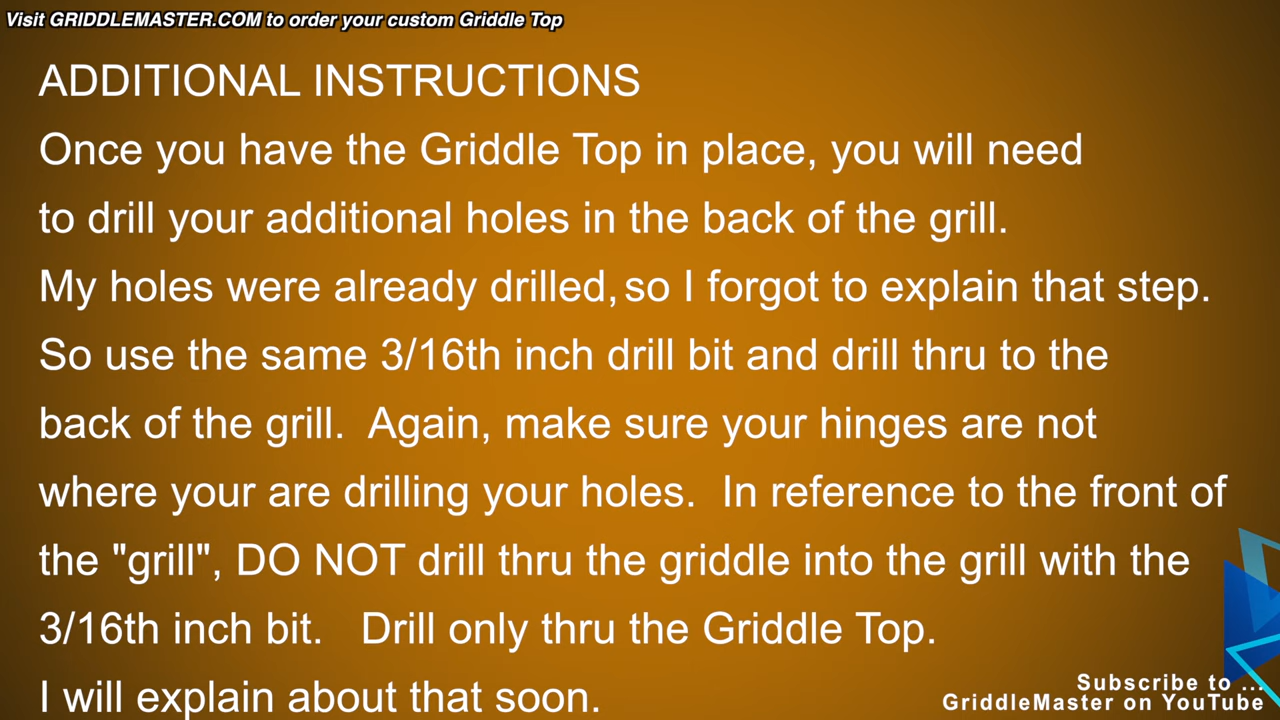 Visit GRIDDLEMASTER.COM to order your custom Griddle Top
ADDITIONAL INSTRUCTIONS
Once you have the Griddle Top in place, you will need
to drill your additional holes in the back of the grill.
My holes were already drilled, so I forgot to explain that step.
So use the same 3/16th inch drill bit and drill thru to the
back of the grill.  Again, make sure your hinges are not
where your are drilling your holes.  In reference to the front of
the "grill", DO NOT drill thru the griddle into the grill with the
3/16th inch bit.   Drill only thru the Griddle Top.
I will explain about that soon.
Subscribe to ...
GriddleMaster on YouTube